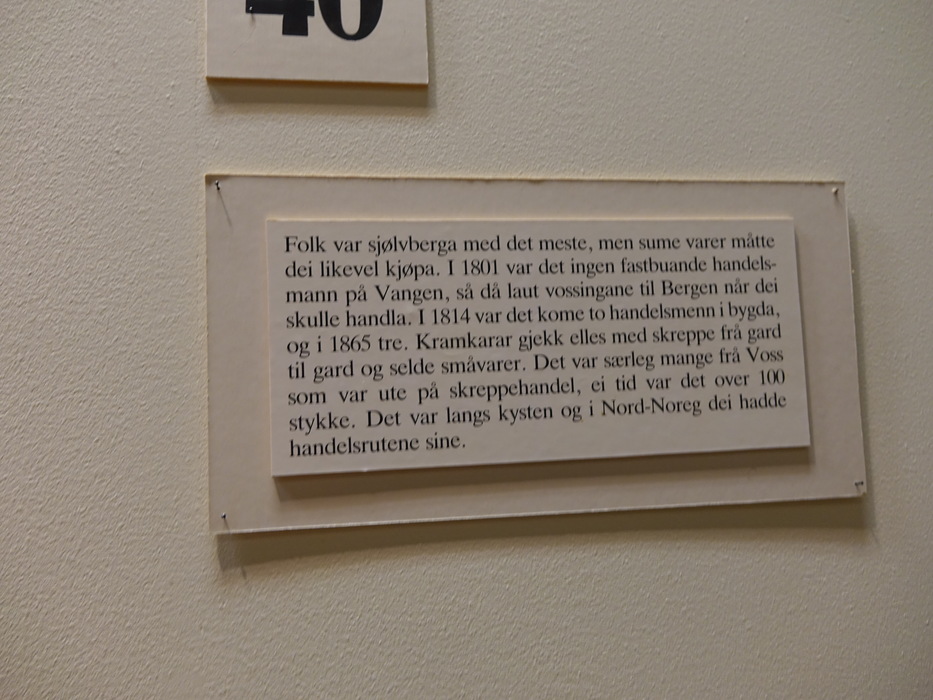 40
Folk var sjølvberga med det meste, men sume varer måtte
dei likevel kjøpa. I 1801 var det ingen fastbuande handels-
mann på Vangen, så då laut vossingane til Bergen når dei
skulle handla. I 1814 var det kome to handelsmenn i bygda,
og i 1865 tre. Kramkarar gjekk elles med skreppe frå gard
til gard og selde småvarer. Det var særleg mange frå Voss
som var ute på skreppehandel, ei tid var det over 100
stykke. Det var langs kysten og i Nord-Noreg dei hadde
handelsrutene sine.